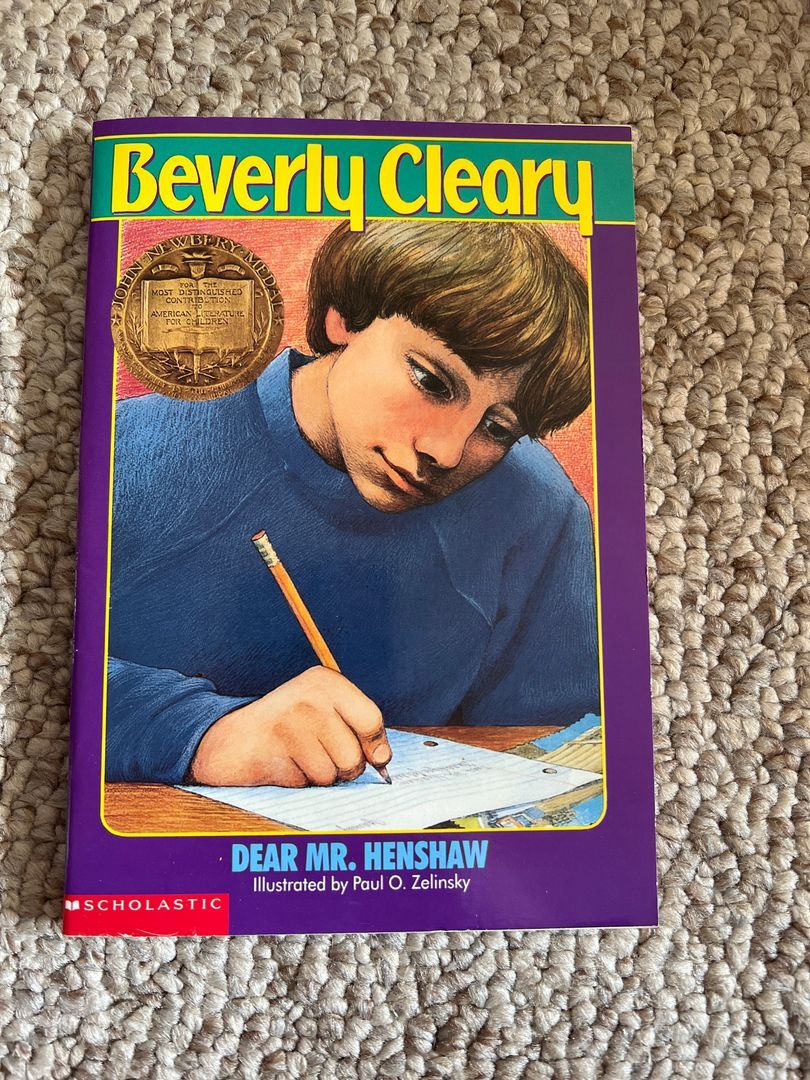 Beverly Cleary
JOHN NEWBERY MEDAL
FOR THE
MOST DISTINGUISHED
CONTRIBUTION
TO
AMERICAN LITERATURE
FOR CHILDREN
DEAR MR. HENSHAW
Illustrated by Paul O. Zelinsky
SCHOLASTIC